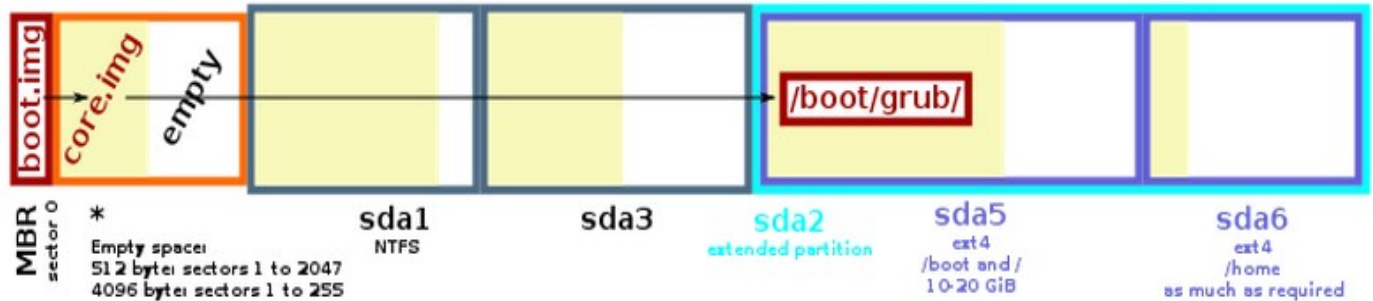 boot.img
core.img
empty
/boot/grub/
MBR
sector 0
*
Empty space:
512 byte: sectors 1 to 2047
4096 byte: sectors 1 to 255
sda1
NTFS
sda3
sda2
extended partition
sda5
ext4
/boot and /
10-20 GiB
sda6
ext4
/home
as much as required